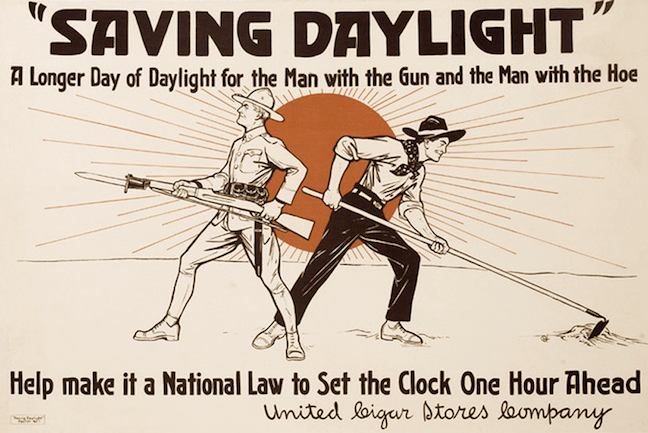 "SAVING DAYLIGHT"
A Longer Day of Daylight for the Man with the Gun and the Man with the Hoe
Help make it a National Law to Set the Clock One Hour Ahead
United Cigar Stores Company